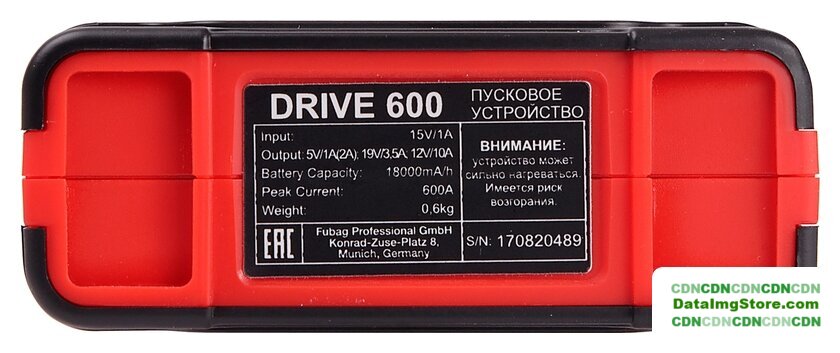 DRIVE 600
ПУСКОВОЕ
УСТРОЙСТВО
Input: 15V/1A
Output: 5V/1A(2A); 19V/3,5A; 12V/10A
Battery Capacity: 18000mA/h
Peak Current: 600A
Weight: 0,6kg
ВНИМАНИЕ:
устройство может
сильно нагреваться.
Имеется риск
возгорания.
EAC
Fubag Professional GmbH
Konrad-Zuse-Platz 8,
Munich, Germany
S/N: 170820489
CDNCDNCDNCDNCDN
DataImgStore.com
CDNCDNCDNCDNCDN